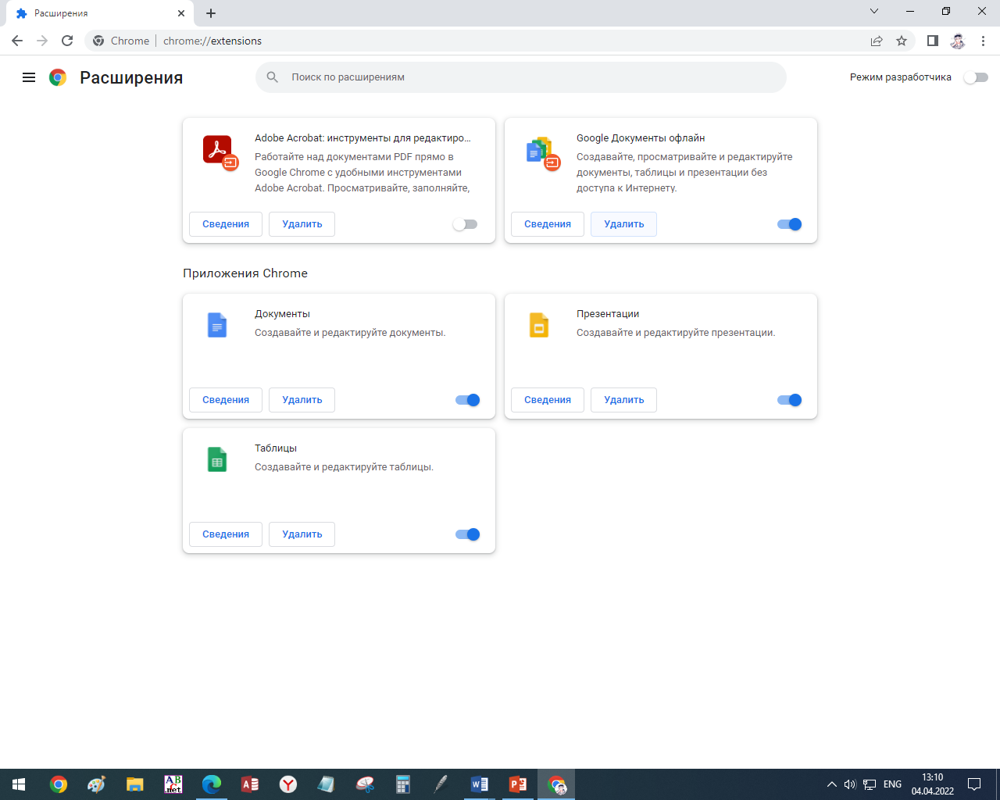 Расширения
Chrome
chrome://extensions
Расширения
Поиск по расширениям
Режим разработчика
Adobe Acrobat: инструменты для редактиро...
Работайте над документами PDF прямо в
Google Chrome с удобными инструментами
Adobe Acrobat. Просматривайте, заполняйте,
Сведения
Удалить
Google Документы офлайн
Создавайте, просматривайте и редактируйте
документы, таблицы и презентации без
доступа к Интернету.
Сведения
Удалить
Приложения Chrome
Документы
Создавайте и редактируйте документы.
Сведения
Удалить
Презентации
Создавайте и редактируйте презентации.
Сведения
Удалить
Таблицы
Создавайте и редактируйте таблицы.
Сведения
Удалить
ENG
13:10
04.04.2022